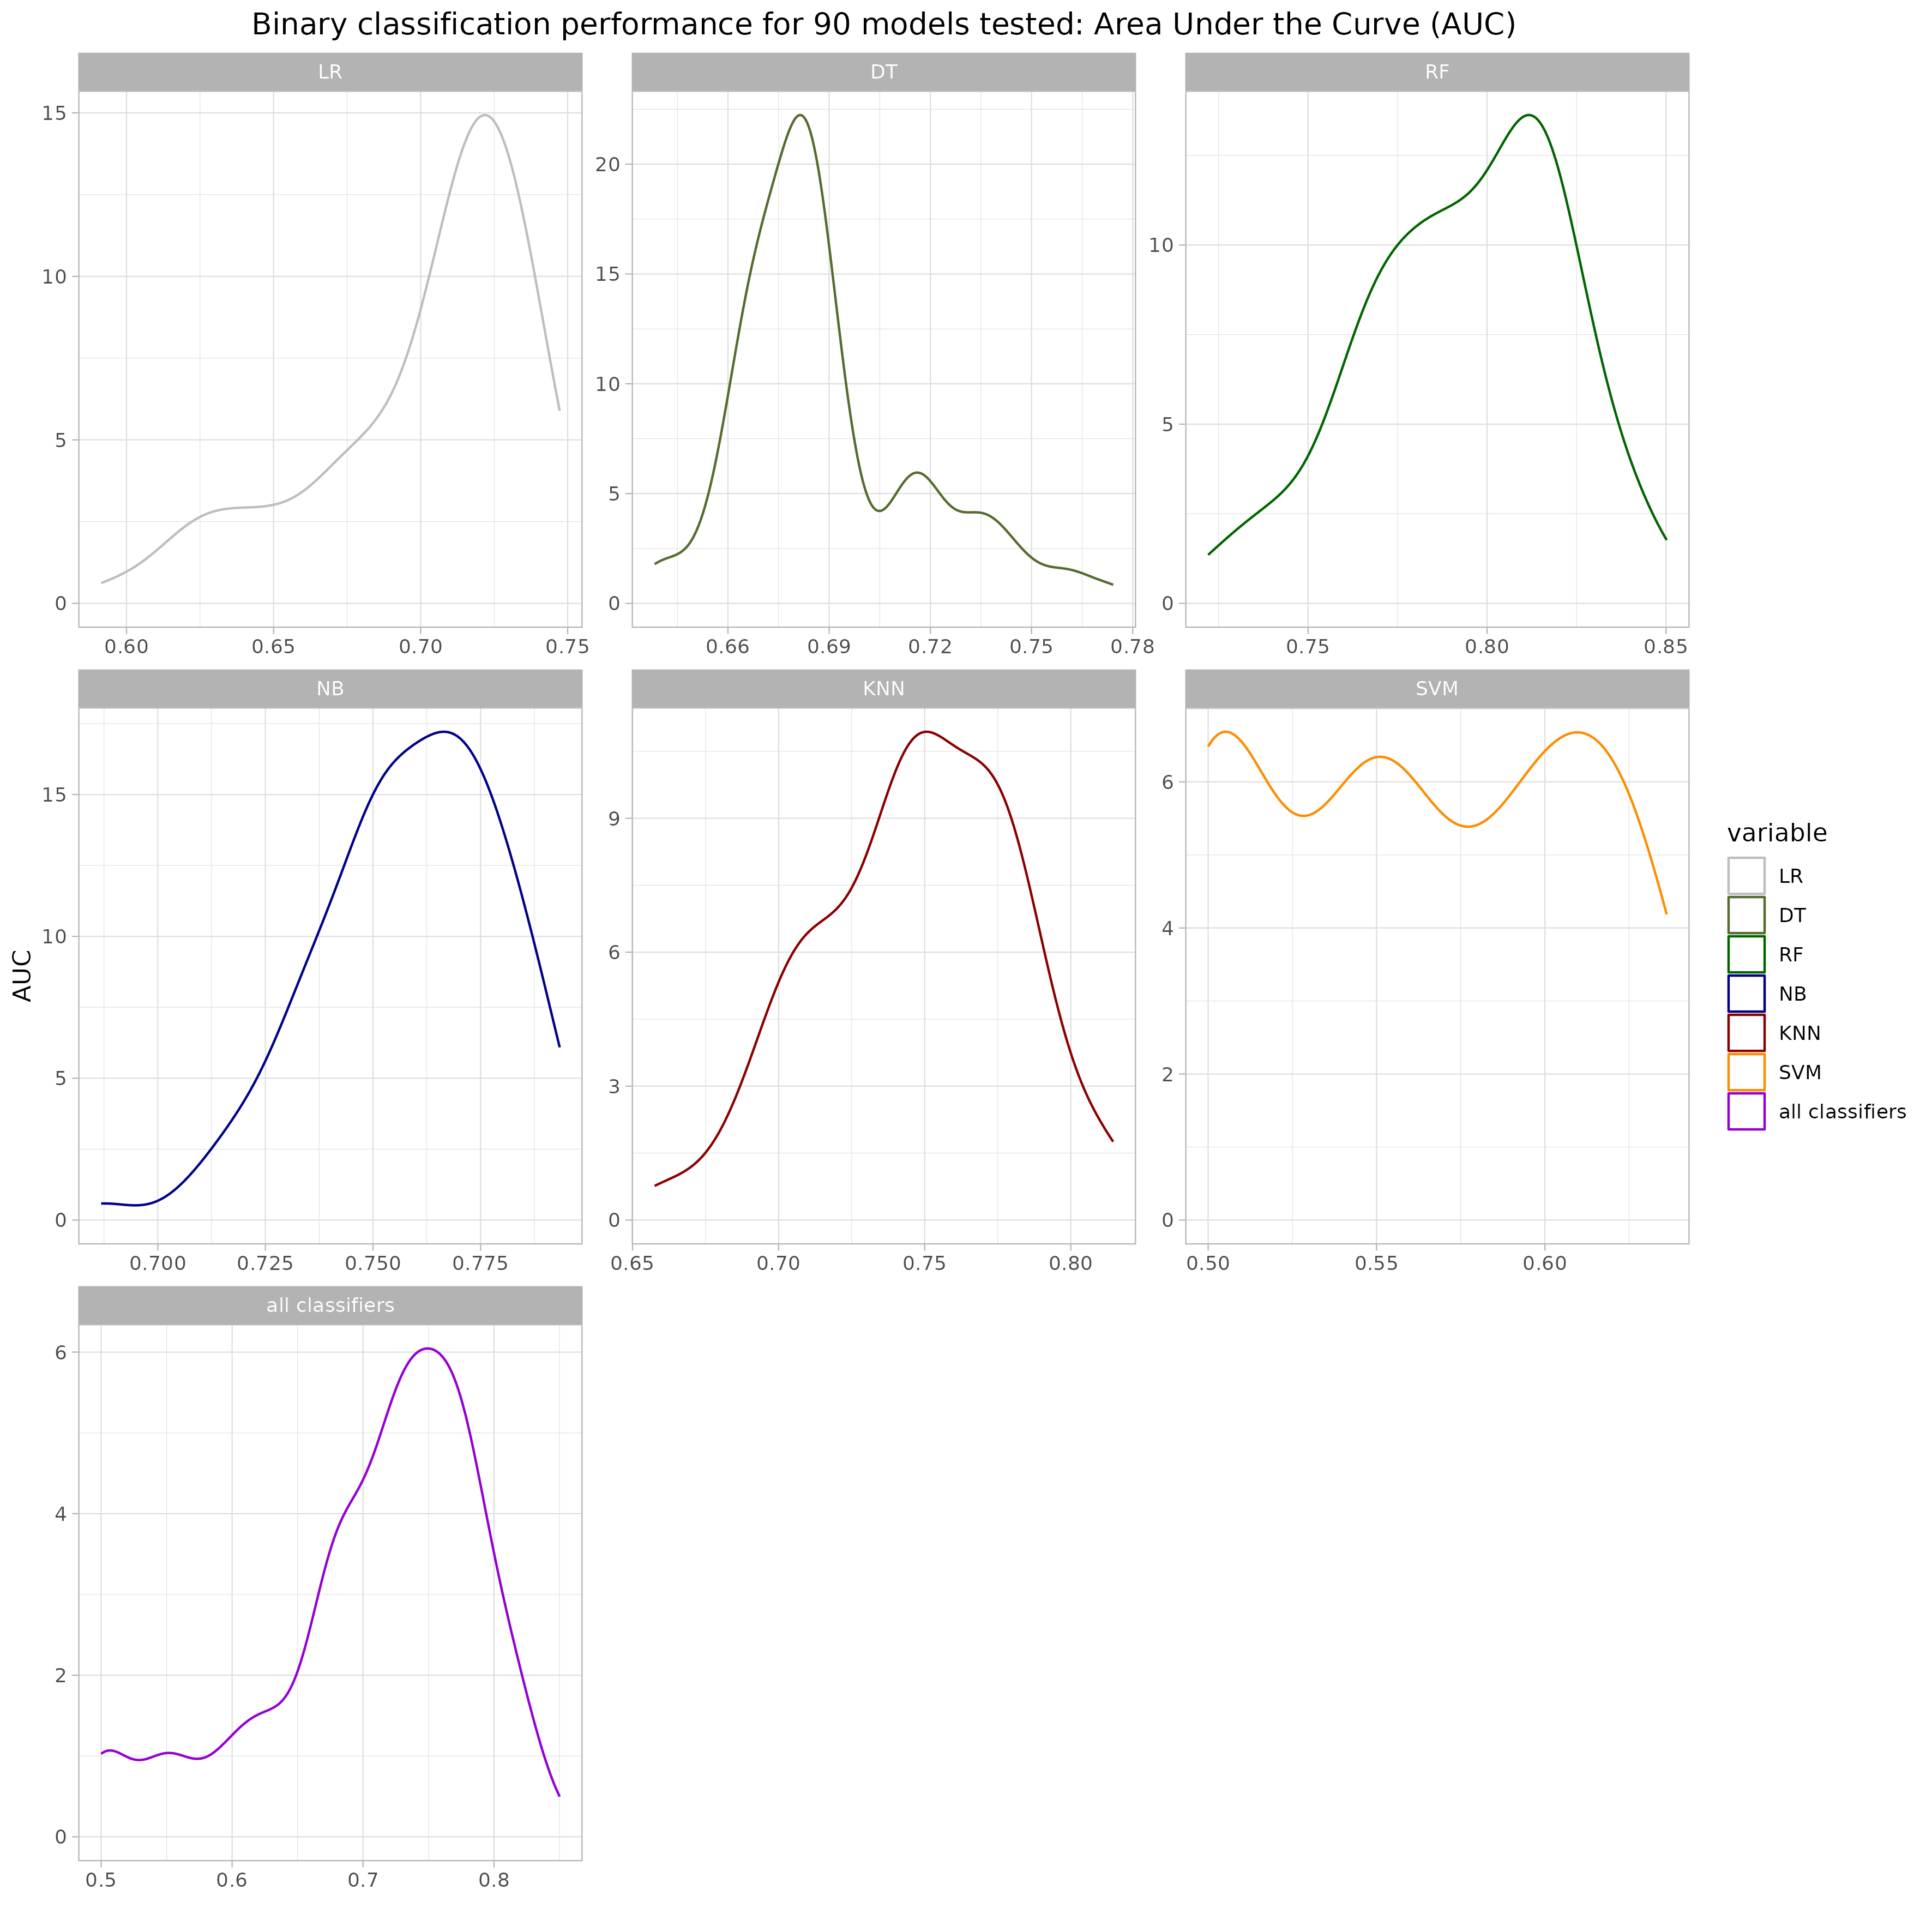 Binary classification performance for 90 models tested: Area Under the Curve (AUC)
LR DT RF
15
10
5
0
0.60 0.65 0.70 0.75
20
15
10
5
0
0.66 0.69 0.72 0.75 0.78
10
5
0
0.75 0.80 0.85
NB KNN SVM
15
10
5
0
0.700 0.725 0.750 0.775
9
6
3
0
0.65 0.70 0.75 0.80
6
4
2
0
0.50 0.55 0.60
all classifiers
6
4
2
0
0.5 0.6 0.7 0.8
AUC
variable
LR
DT
RF
NB
KNN
SVM
all classifiers